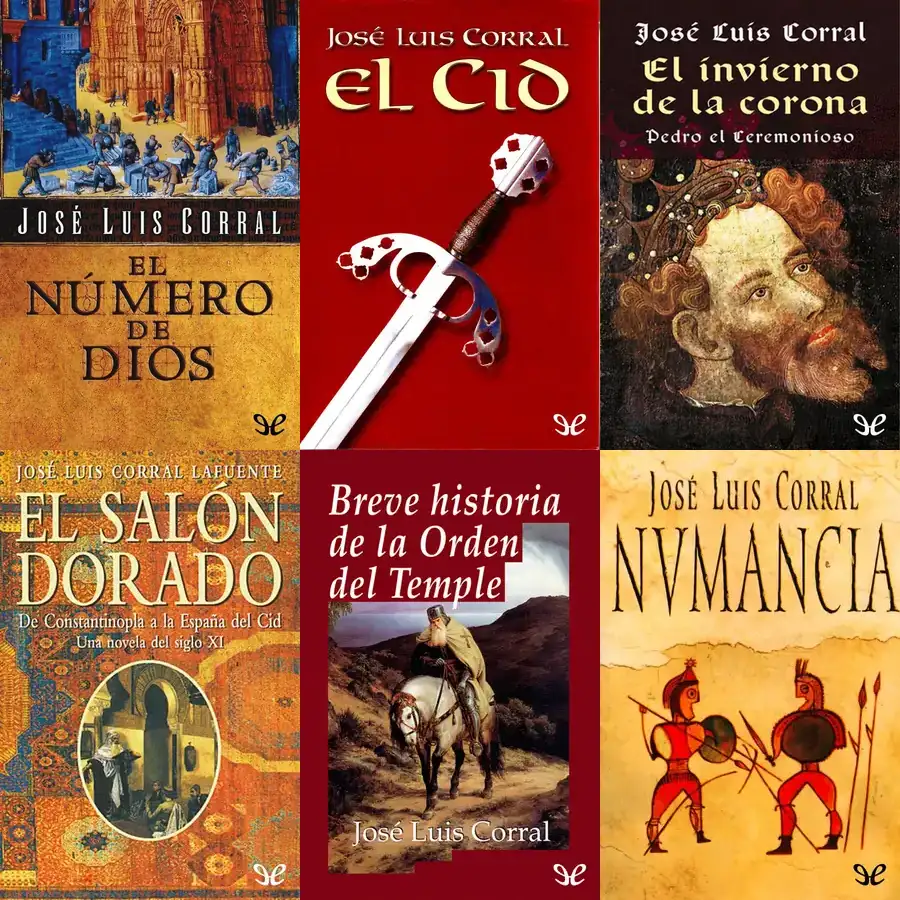 JOSÉ LUIS CORRAL
EL
NÚMERO
DE
DIOS
JOSÉ LUIS CORRAL
EL CID
José Luis Corral
El invierno
de la corona
Pedro el Ceremonioso
JOSÉ LUIS CORRAL LAFUENTE
EL SALÓN
DORADO
De Constantinopla a la España del Cid
Una novela del siglo XI
Breve historia
de la Orden
del Temple
José Luis Corral
JOSÉ LUIS CORRAL
NVMANCIA